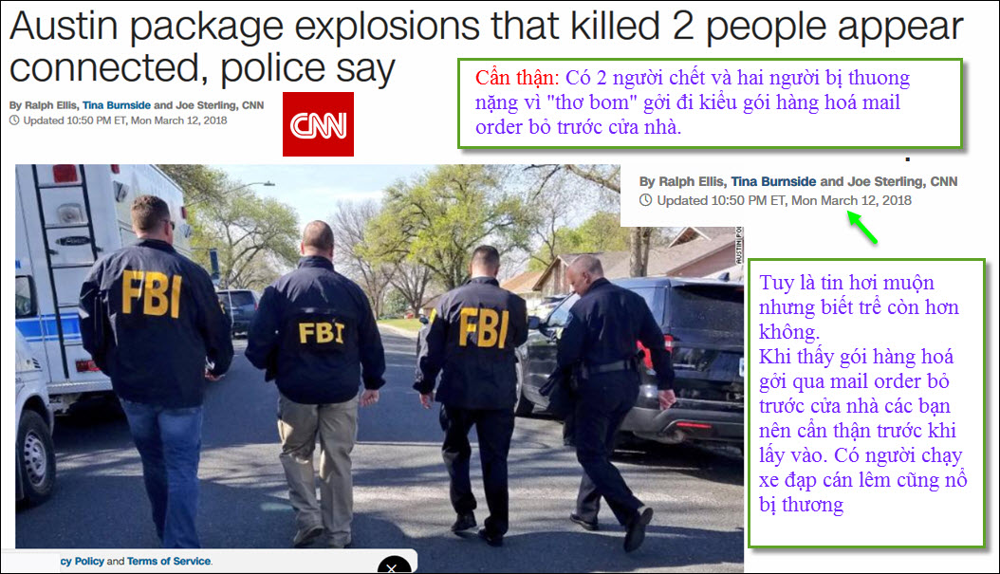 Austin package explosions that killed 2 people appear
connected, police say
By Ralph Ellis, Tina Burnside and Joe Sterling, CNN
Updated 10:50 PM ET, Mon March 12, 2018
CNN
Cẩn thận: Có 2 người chết và hai người bị thuong
nặng vì "thơ bom" gởi đi kiểu gói hàng hoá mail
order bỏ trước cửa nhà.
By Ralph Ellis, Tina Burnside and Joe Sterling, CNN
Updated 10:50 PM ET, Mon March 12, 2018
FBI
FBI
FBI
Tuy là tin hơi muộn
nhưng biết trể còn hơn
không.
Khi thấy gói hàng hoá
gởi qua mail order bỏ
trước cửa nhà các bạn
nên cẩn thận trước khi
lấy vào. Có người chạy
xe đạp cán lêm cũng nổ
bị thương
cy Policy and Terms of Service.